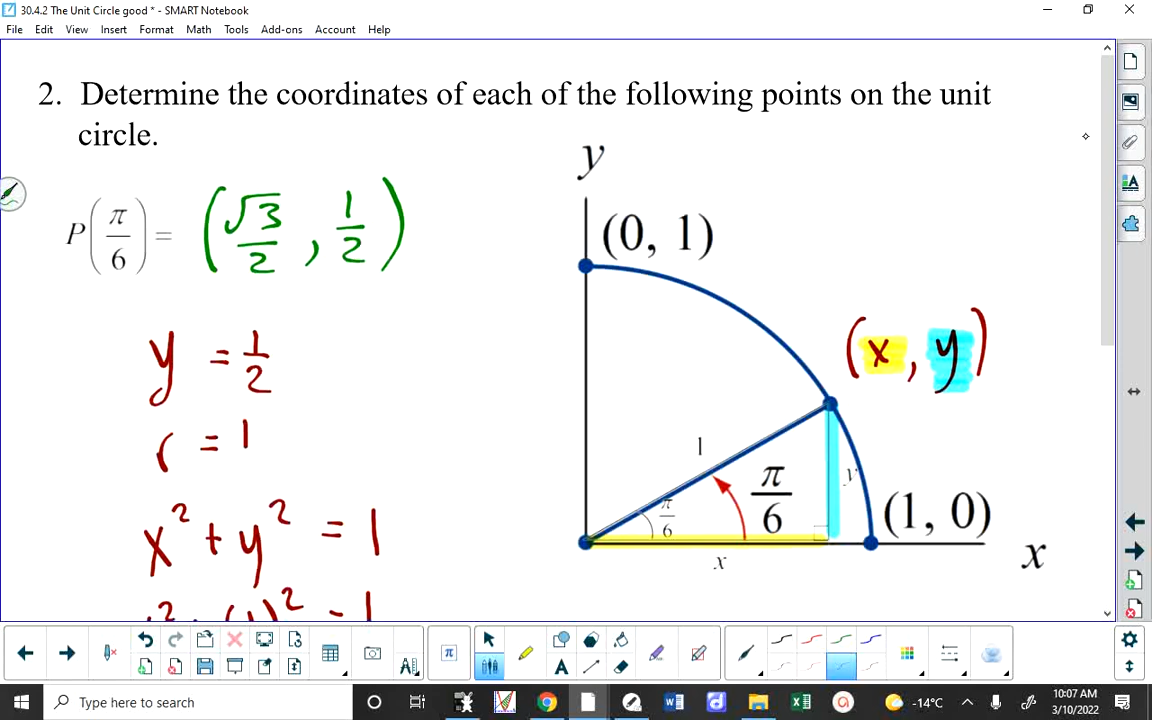 30.4.2 The Unit Circle good * - SMART Notebook
File Edit View Insert Format Math Tools Add-ons Account Help
2. Determine the coordinates of each of the following points on the unit
circle.
P(π/6) = (√3/2, 1/2)
y = 1/2
r = 1
x² + y² = 1
y
(0, 1)
(x, y)
1
π/6
π/6
y
(1, 0)
x
x
Type here to search
-14°C
10:07 AM
3/10/2022